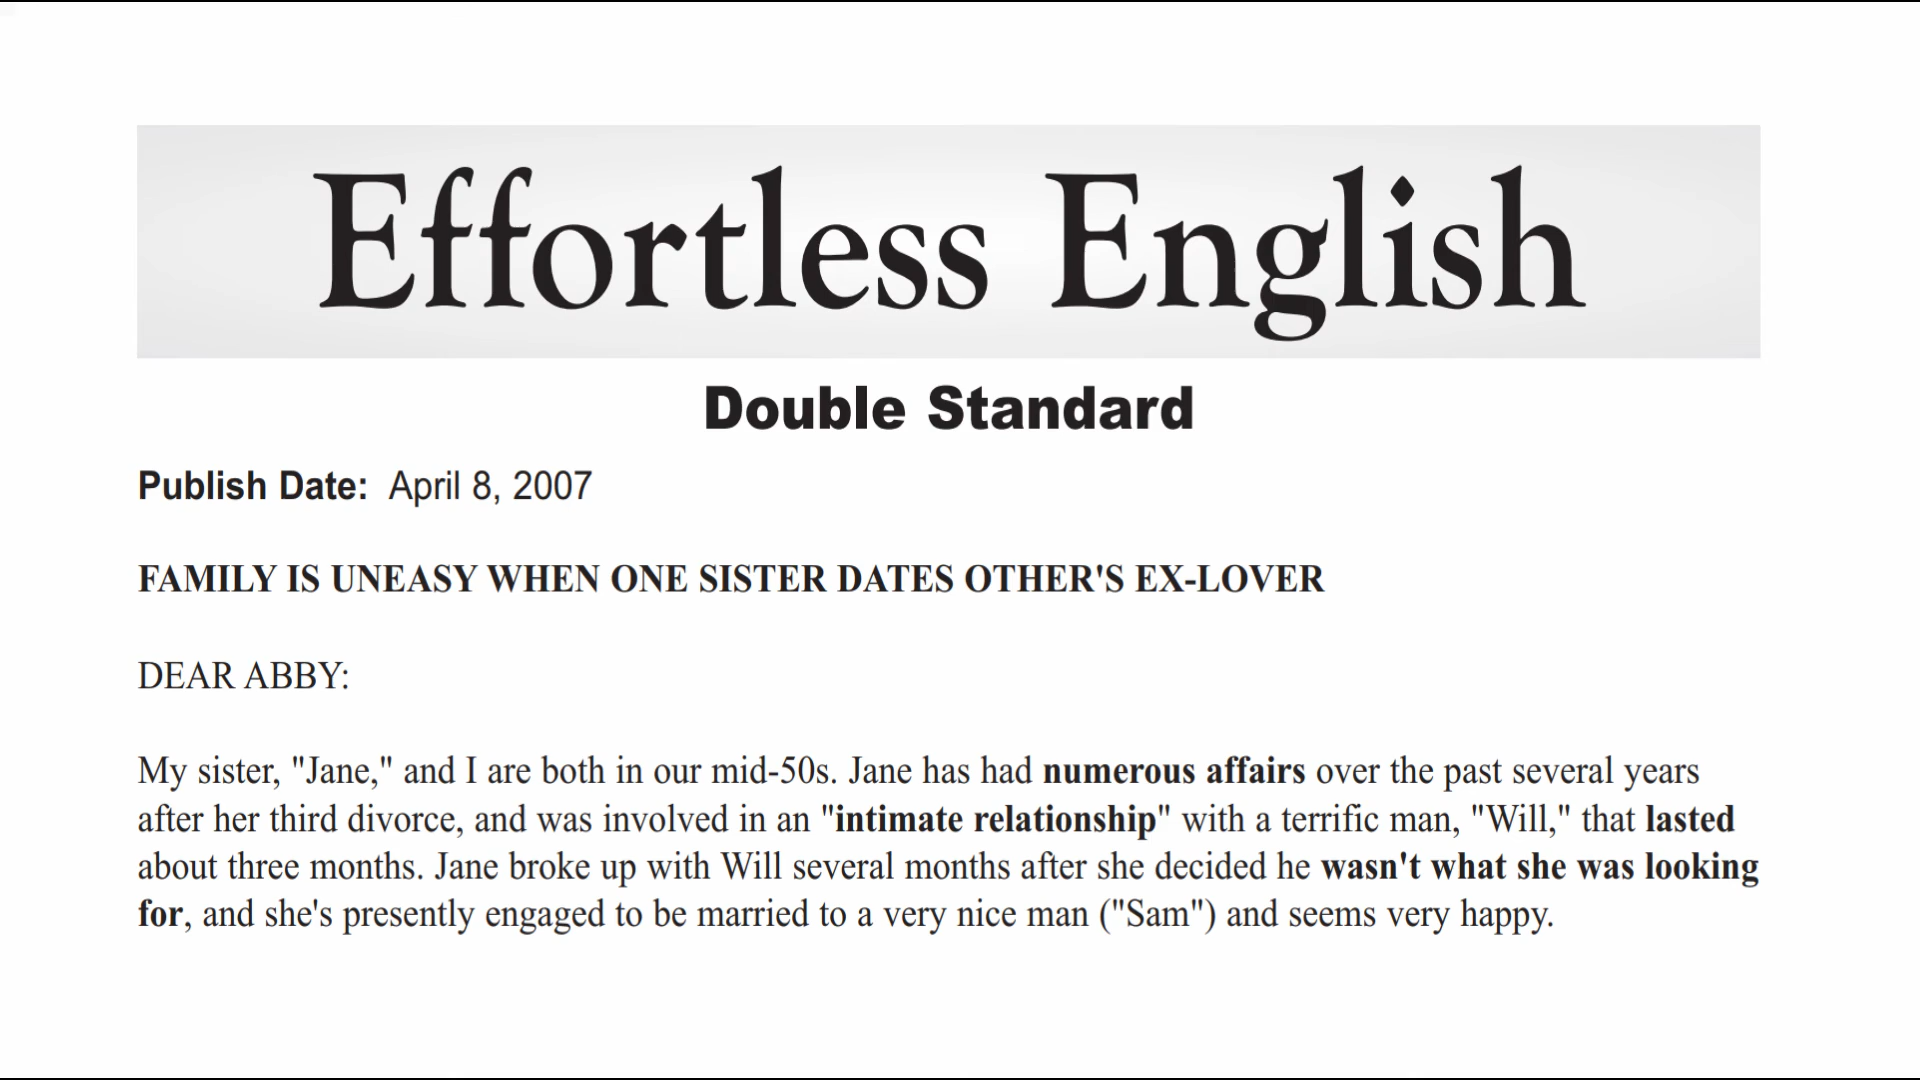 Effortless English
Double Standard
Publish Date: April 8, 2007
FAMILY IS UNEASY WHEN ONE SISTER DATES OTHER'S EX-LOVER
DEAR ABBY:
My sister, "Jane," and I are both in our mid-50s. Jane has had numerous affairs over the past several years
after her third divorce, and was involved in an "intimate relationship" with a terrific man, "Will," that lasted
about three months. Jane broke up with Will several months after she decided he wasn't what she was looking
for, and she's presently engaged to be married to a very nice man ("Sam") and seems very happy.